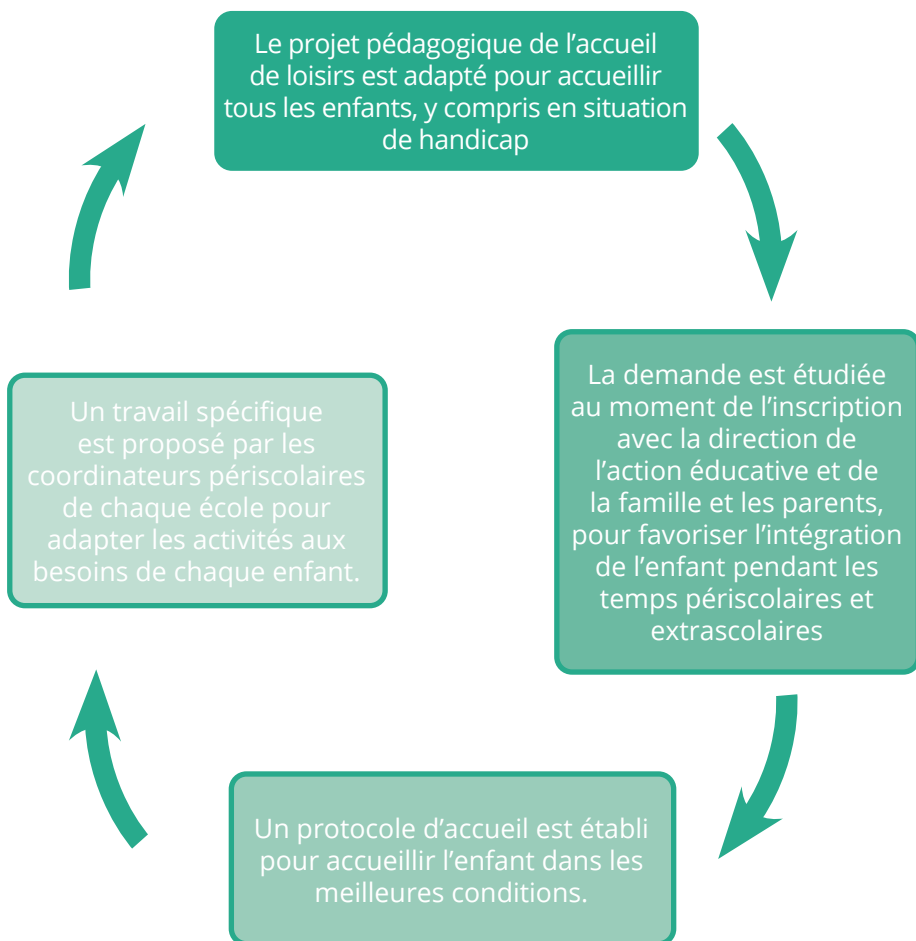 Le projet pédagogique de l'accueil
de loisirs est adapté pour accueillir
tous les enfants, y compris en situation
de handicap
La demande est étudiée
au moment de l'inscription
avec la direction de
l'action éducative et de
la famille et les parents,
pour favoriser l'intégration
de l'enfant pendant les
temps périscolaires et
extrascolaires
Un protocole d'accueil est établi
pour accueillir l'enfant dans les
meilleures conditions.
Un travail spécifique
est proposé par les
coordinateurs périscolaires
de chaque école pour
adapter les activités aux
besoins de chaque enfant.